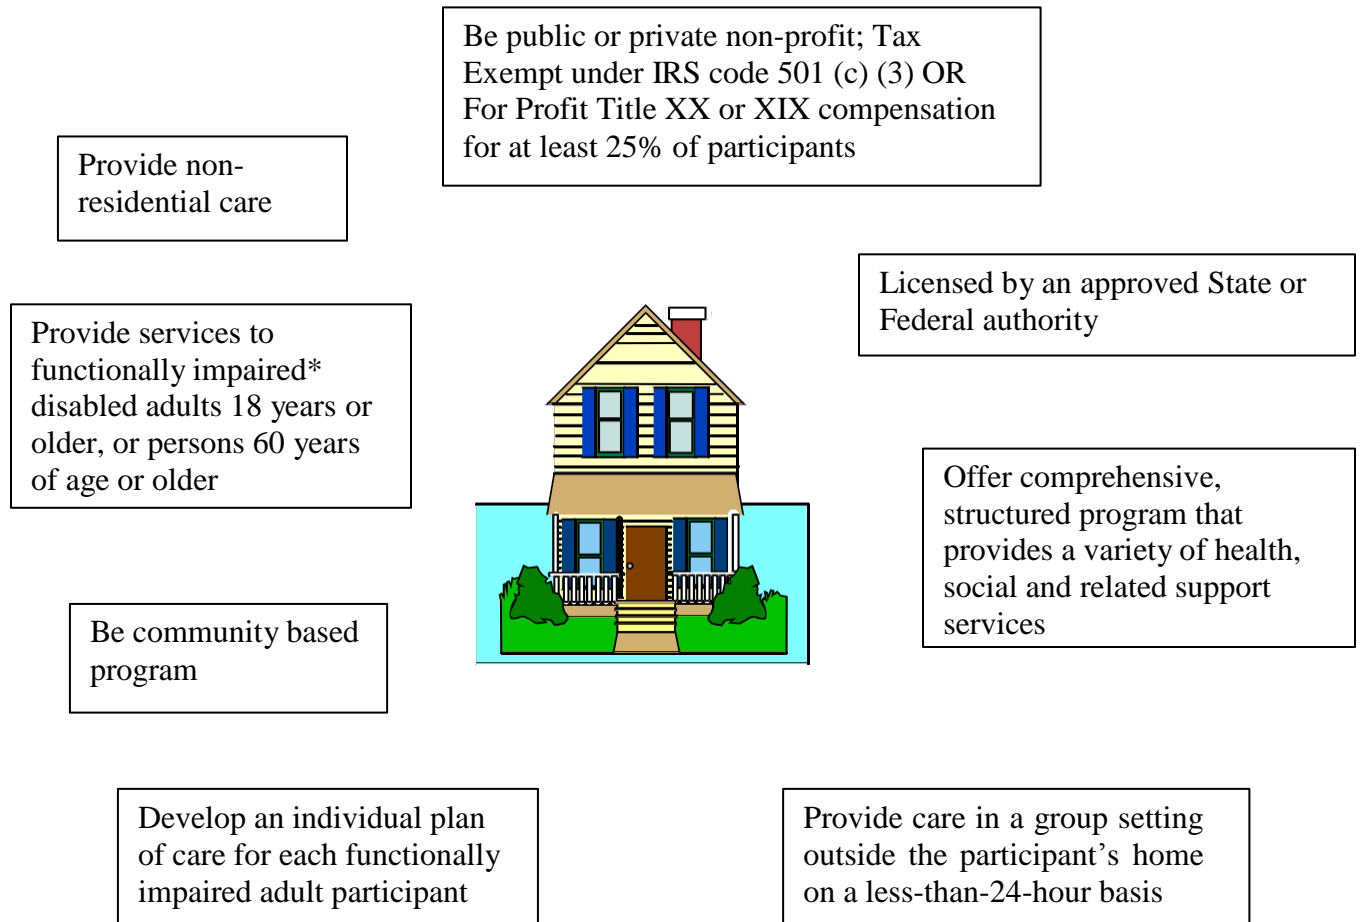 Be public or private non-profit; Tax
Exempt under IRS code 501 (c) (3) OR
For Profit Title XX or XIX compensation
for at least 25% of participants
Provide non-
residential care
Licensed by an approved State or
Federal authority
Provide services to
functionally impaired*
disabled adults 18 years or
older, or persons 60 years
of age or older
Offer comprehensive,
structured program that
provides a variety of health,
social and related support
services
Be community based
program
Develop an individual plan
of care for each functionally
impaired adult participant
Provide care in a group setting
outside the participant’s home
on a less-than-24-hour basis